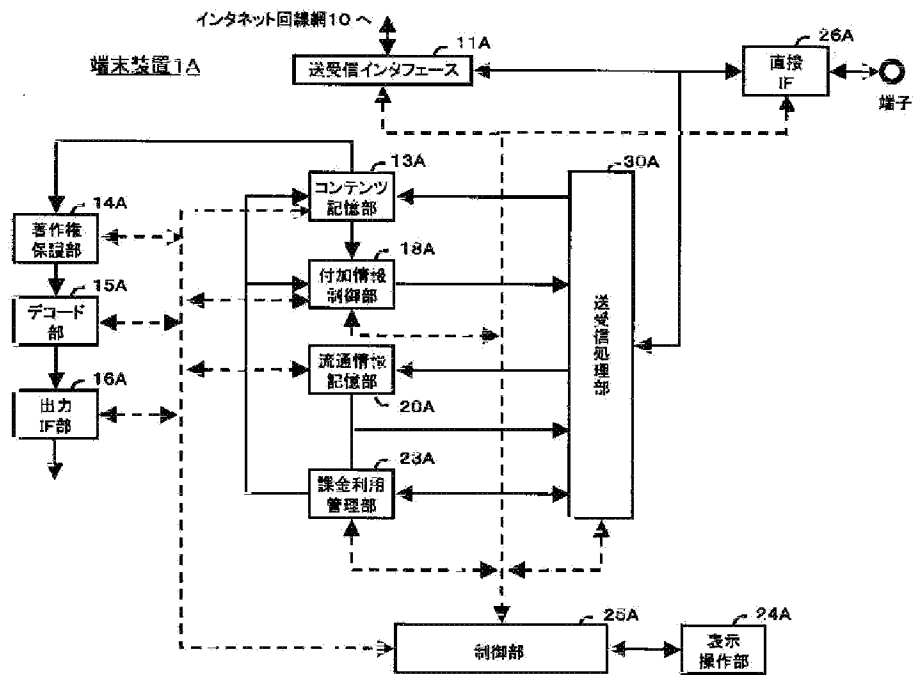 インタネット回線網10へ
端末装置1A
11A
送受信インタフェース
26A
直接
IF
端子
13A
コンテンツ
記憶部
30A
送受信処理部
14A
著作権
保護部
18A
付加情報
制御部
15A
デコード
部
流通情報
記憶部
20A
16A
出力
IF部
23A
課金利用
管理部
25A
制御部
24A
表示
操作部